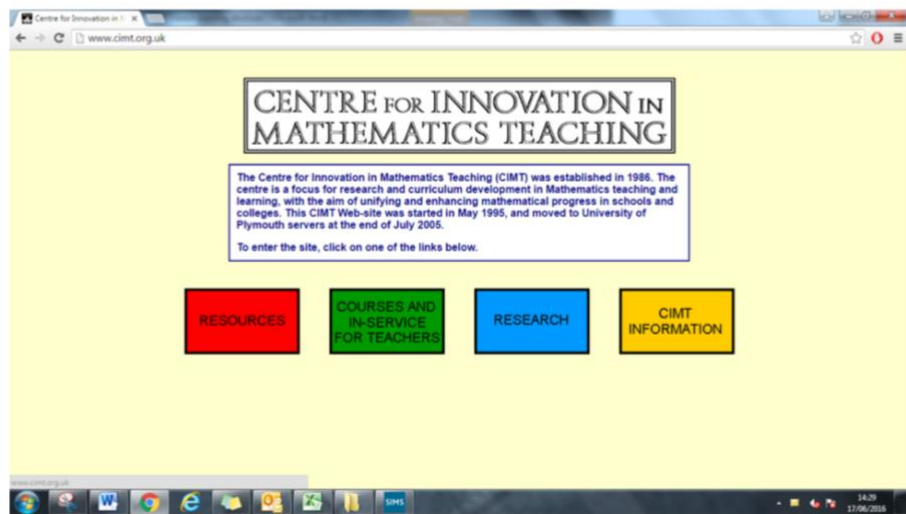 Centre for Innovation in
www.cimt.org.uk
CENTRE FOR INNOVATION IN
MATHEMATICS TEACHING
The Centre for Innovation in Mathematics Teaching (CIMT) was established in 1986. The
centre is a focus for research and curriculum development in Mathematics teaching and
learning, with the aim of unifying and enhancing mathematical progress in schools and
colleges. This CIMT Web-site was started in May 1995, and moved to University of
Plymouth servers at the end of July 2005.
To enter the site, click on one of the links below.
RESOURCES
COURSES AND
IN-SERVICE
FOR TEACHERS
RESEARCH
CIMT
INFORMATION
www.cimt.org.uk
SIMS
14:29
17/06/2016